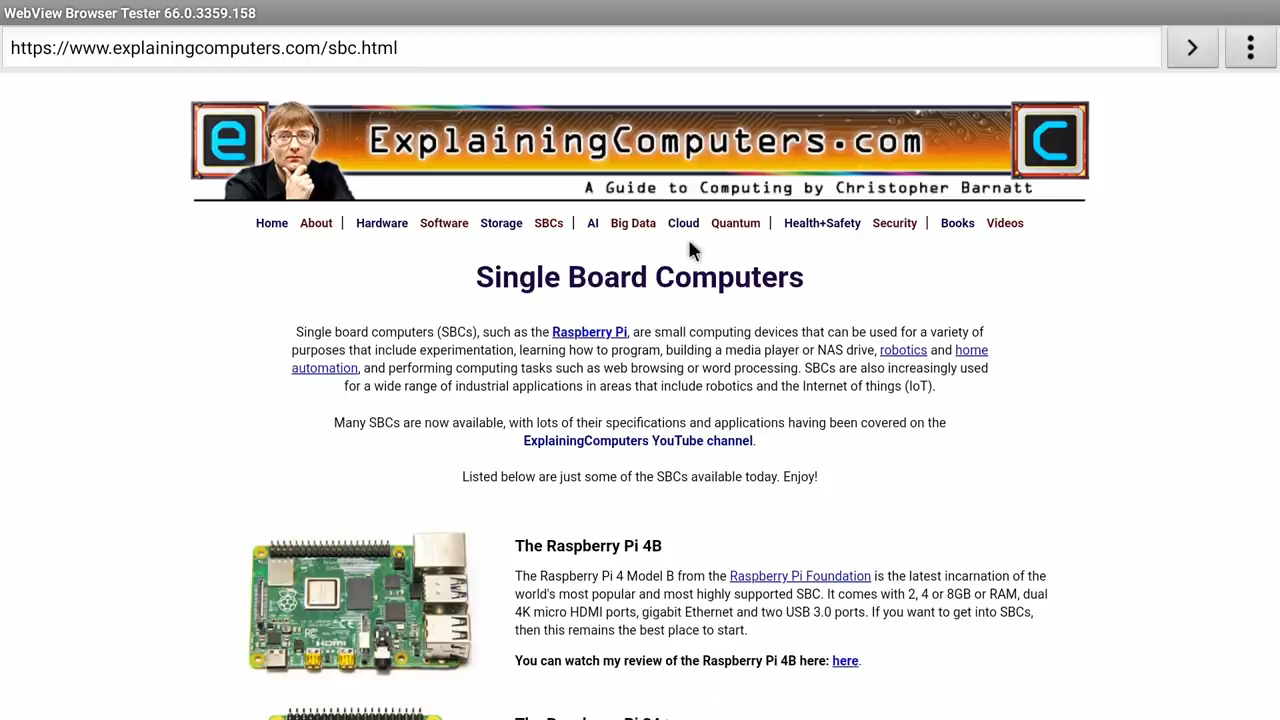 WebView Browser Tester 66.0.3359.158
https://www.explainingcomputers.com/sbc.html
e ExplainingComputers.com C
A Guide to Computing by Christopher Barnatt
Home About | Hardware Software Storage SBCs | AI Big Data Cloud Quantum | Health+Safety Security | Books Videos
Single Board Computers
Single board computers (SBCs), such as the Raspberry Pi, are small computing devices that can be used for a variety of
purposes that include experimentation, learning how to program, building a media player or NAS drive, robotics and home
automation, and performing computing tasks such as web browsing or word processing. SBCs are also increasingly used
for a wide range of industrial applications in areas that include robotics and the Internet of things (IoT).
Many SBCs are now available, with lots of their specifications and applications having been covered on the
ExplainingComputers YouTube channel.
Listed below are just some of the SBCs available today. Enjoy!
The Raspberry Pi 4B
The Raspberry Pi 4 Model B from the Raspberry Pi Foundation is the latest incarnation of the
world's most popular and most highly supported SBC. It comes with 2, 4 or 8GB or RAM, dual
4K micro HDMI ports, gigabit Ethernet and two USB 3.0 ports. If you want to get into SBCs,
then this remains the best place to start.
You can watch my review of the Raspberry Pi 4B here: here.
HDMI